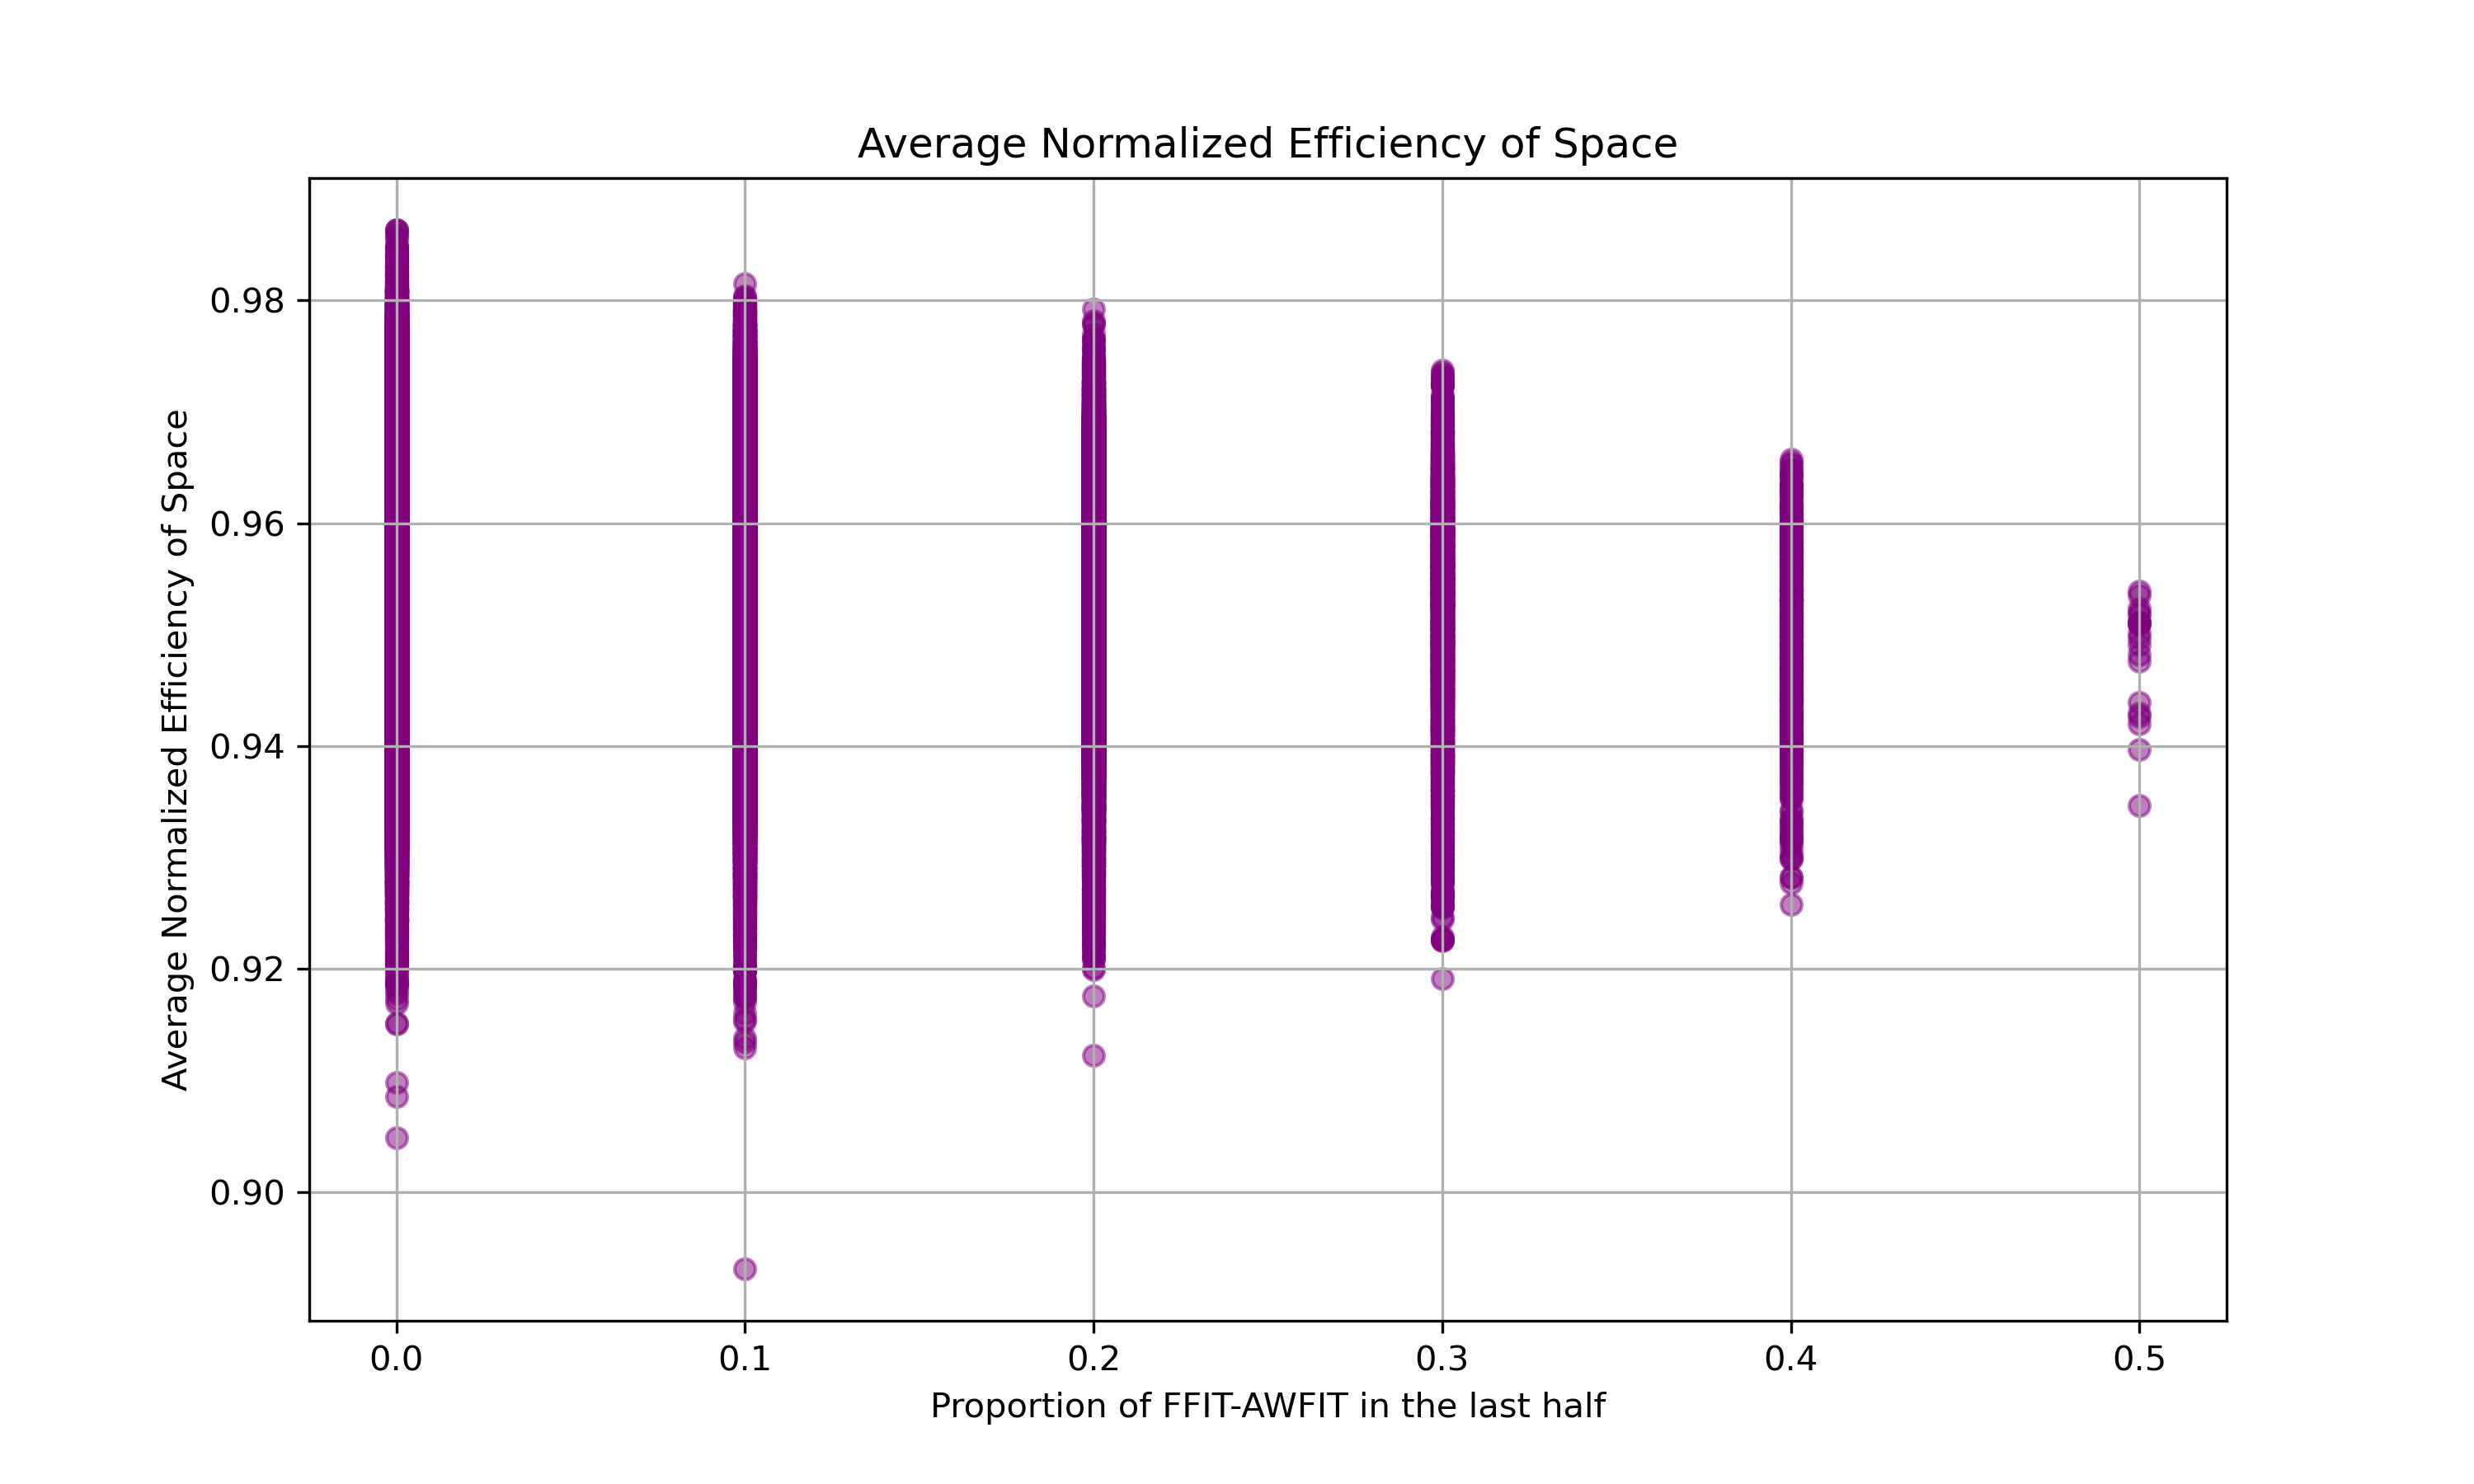 Average Normalized Efficiency of Space
Average Normalized Efficiency of Space
0.98
0.96
0.94
0.92
0.90
0.0 0.1 0.2 0.3 0.4 0.5
Proportion of FFIT-AWFIT in the last half